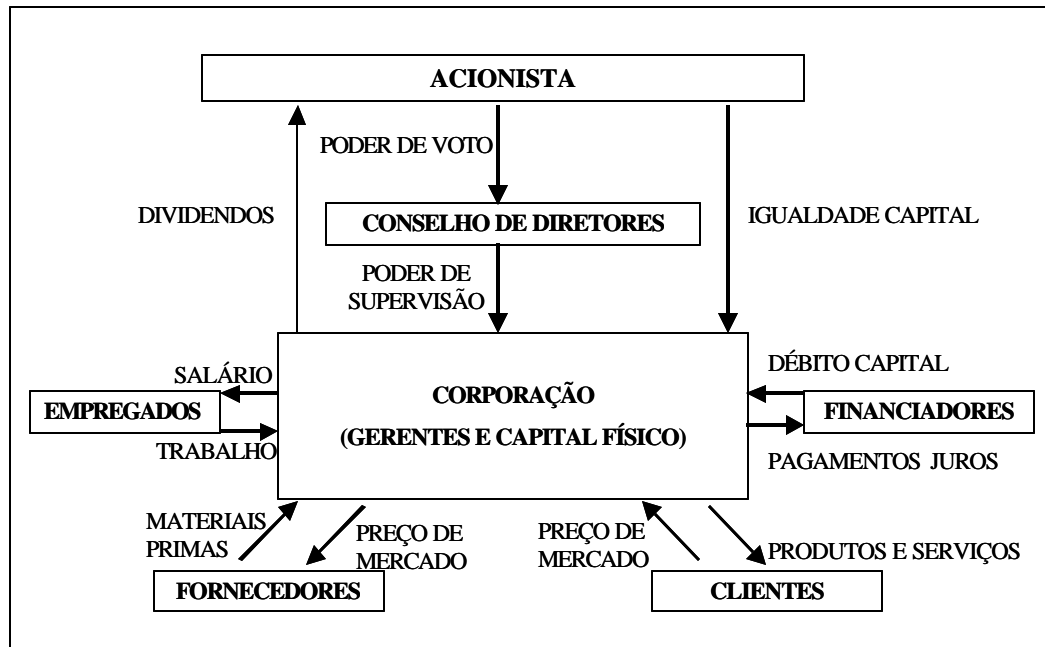 ACIONISTA
PODER DE VOTO
DIVIDENDOS
CONSELHO DE DIRETORES
IGUALDADE CAPITAL
PODER DE
SUPERVISÃO
SALÁRIO
DÉBITO CAPITAL
EMPREGADOS
CORPORAÇÃO
(GERENTES E CAPITAL FÍSICO)
FINANCIADORES
TRABALHO
PAGAMENTOS JUROS
MATERIAIS
PRIMAS
PREÇO DE
MERCADO
PREÇO DE
MERCADO
PRODUTOS E SERVIÇOS
FORNECEDORES
CLIENTES